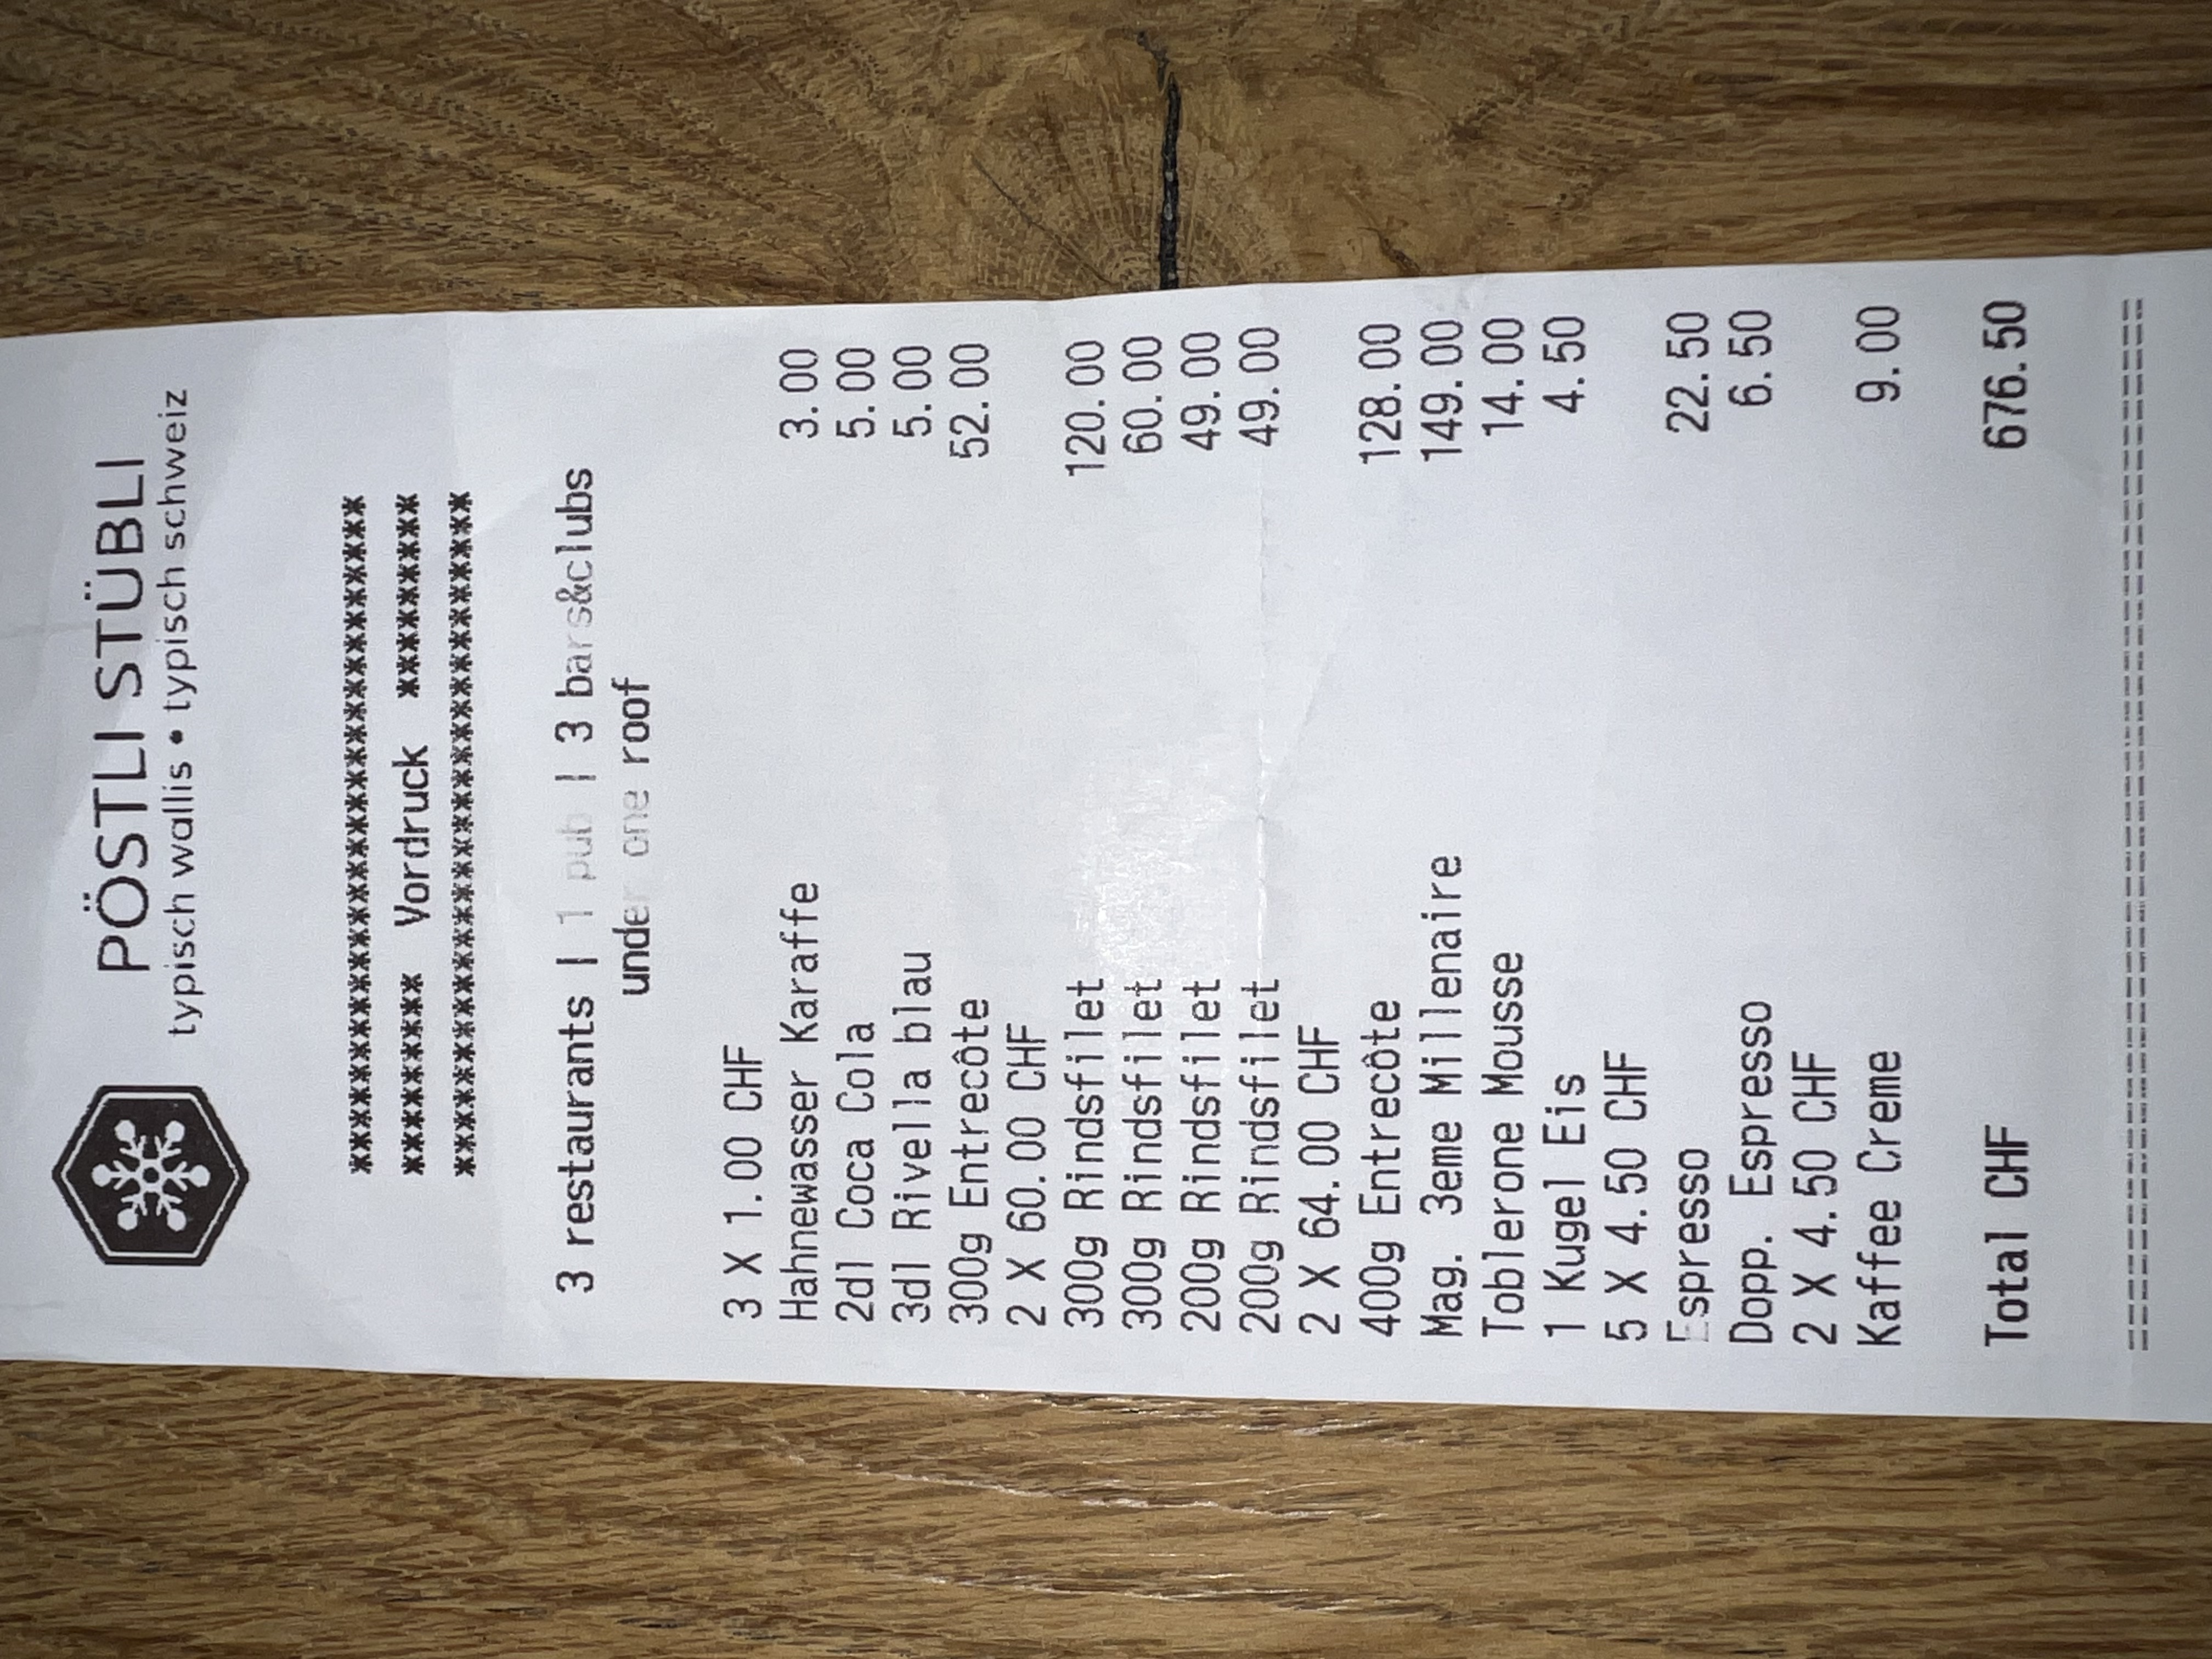 PÖSTLI STÜBLI
typisch wallis • typisch schweiz
******************************
********* Vordruck *********
******************************
3 restaurants | 1 pub | 3 bars&clubs
under one roof
3 X 1.00 CHF
Hahnewasser Karaffe 3.00
2dl Coca Cola 5.00
3dl Rivella blau 5.00
300g Entrecôte 52.00
2 X 60.00 CHF
300g Rindsfilet 120.00
300g Rindsfilet 60.00
200g Rindsfilet 49.00
200g Rindsfilet 49.00
2 X 64.00 CHF
400g Entrecôte 128.00
Mag. 3eme Millenaire 149.00
Toblerone Mousse 14.00
1 Kugel Eis 4.50
5 X 4.50 CHF
Espresso 22.50
Dopp. Espresso 6.50
2 X 4.50 CHF
Kaffee Creme 9.00
Total CHF 676.50
==========================================